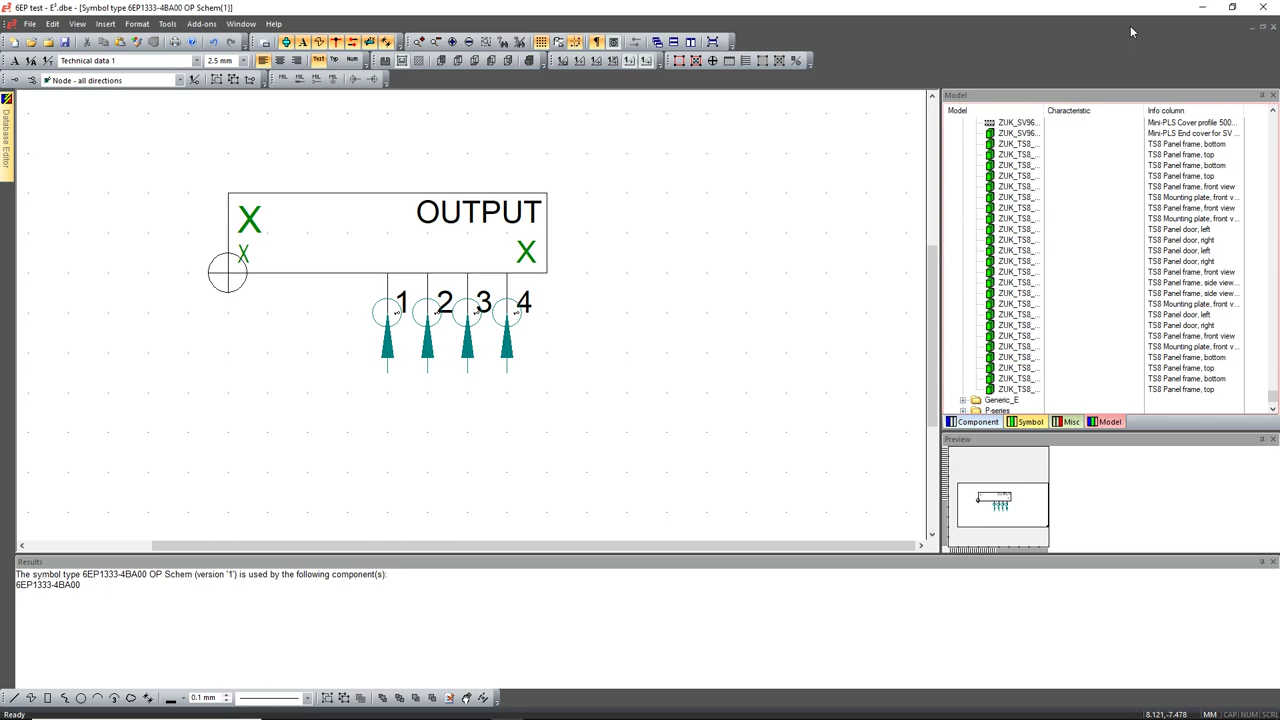 6EP test - E³.dbe - [Symbol type 6EP1333-4BA00 OP Schem{1}]
File Edit View Insert Format Tools Add-ons Window Help
Technical data 1 2.5 mm Text Typ Num
Node - all directions
Database Editor
OUTPUT
X
X
X
1 2 3 4
Model
Model Characteristic Info column
ZUK_SV96... Mini-PLS Cover profile 500...
ZUK_SV96... Mini-PLS End cover for SV ...
ZUK_TS8_... TS8 Panel frame, bottom
ZUK_TS8_... TS8 Panel frame, top
ZUK_TS8_... TS8 Panel frame, bottom
ZUK_TS8_... TS8 Panel frame, top
ZUK_TS8_... TS8 Panel frame, front view
ZUK_TS8_... TS8 Mounting plate, front v...
ZUK_TS8_... TS8 Panel frame, front view
ZUK_TS8_... TS8 Mounting plate, front v...
ZUK_TS8_... TS8 Panel door, left
ZUK_TS8_... TS8 Panel door, right
ZUK_TS8_... TS8 Panel door, left
ZUK_TS8_... TS8 Panel door, right
ZUK_TS8_... TS8 Panel frame, front view
ZUK_TS8_... TS8 Panel frame, side view...
ZUK_TS8_... TS8 Panel frame, side view...
ZUK_TS8_... TS8 Mounting plate, front v...
ZUK_TS8_... TS8 Panel door, left
ZUK_TS8_... TS8 Panel door, right
ZUK_TS8_... TS8 Panel frame, front view
ZUK_TS8_... TS8 Mounting plate, front v...
ZUK_TS8_... TS8 Panel frame, bottom
ZUK_TS8_... TS8 Panel frame, top
ZUK_TS8_... TS8 Panel frame, bottom
ZUK_TS8_... TS8 Panel frame, top
Generic_E
P-series
Component Symbol Misc Model
Preview
Results
The symbol type 6EP1333-4BA00 OP Schem (version '1') is used by the following component(s):
6EP1333-4BA00
0.1 mm
Ready 8.121,-7.478 MM CAP NUM SCRL